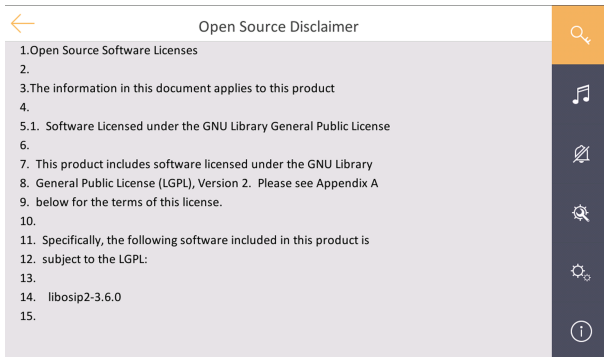 Open Source Disclaimer
1.Open Source Software Licenses
2.
3.The information in this document applies to this product
4.
5.1.  Software Licensed under the GNU Library General Public License
6.
7.  This product includes software licensed under the GNU Library
8.  General Public License (LGPL), Version 2.  Please see Appendix A
9.  below for the terms of this license.
10.
11.  Specifically, the following software included in this product is
12.  subject to the LGPL:
13.
14.    libosip2-3.6.0
15.